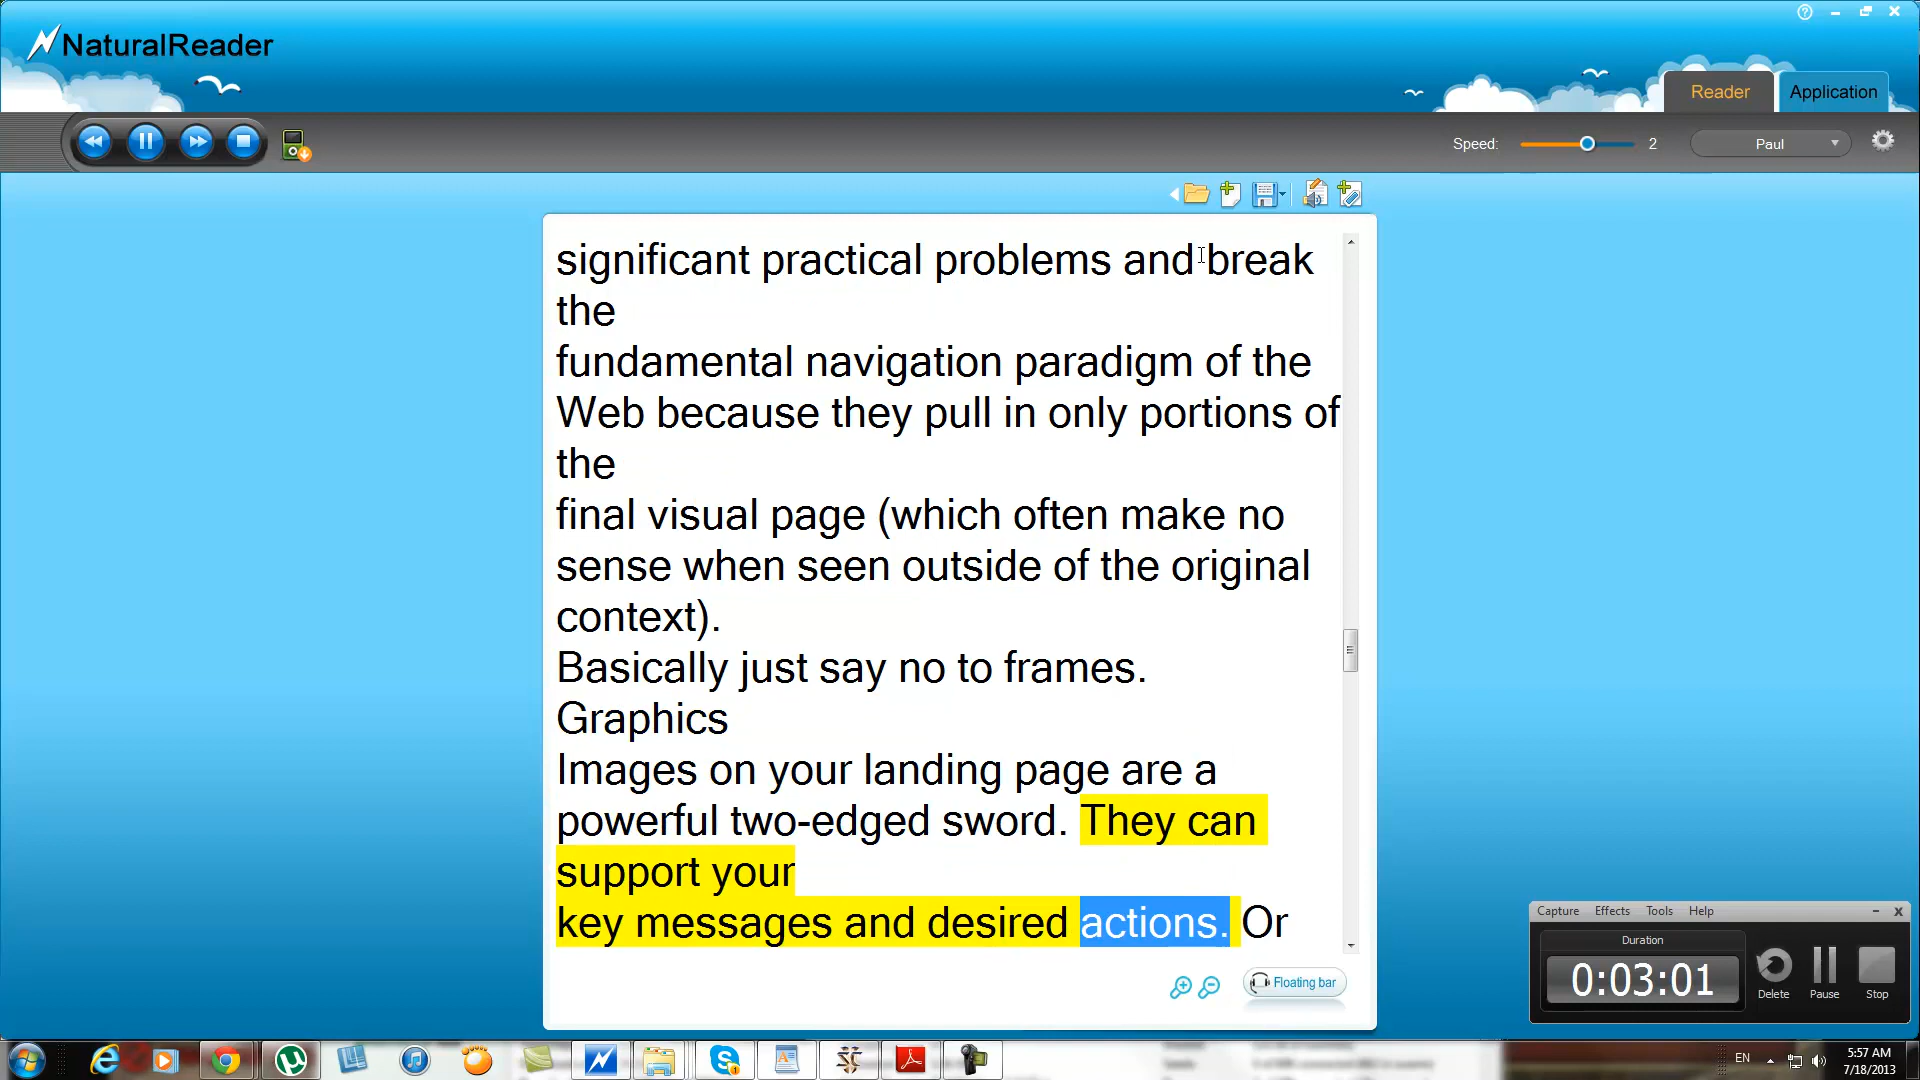 NaturalReader
Reader
Application
Speed:
2
Paul
significant practical problems and break
the
fundamental navigation paradigm of the
Web because they pull in only portions of
the
final visual page (which often make no
sense when seen outside of the original
context).
Basically just say no to frames.
Graphics
Images on your landing page are a
powerful two-edged sword. They can
support your
key messages and desired actions. Or
Floating bar
Capture Effects Tools Help
Duration
0:03:01
Delete
Pause
Stop
EN
5:57 AM
7/18/2013